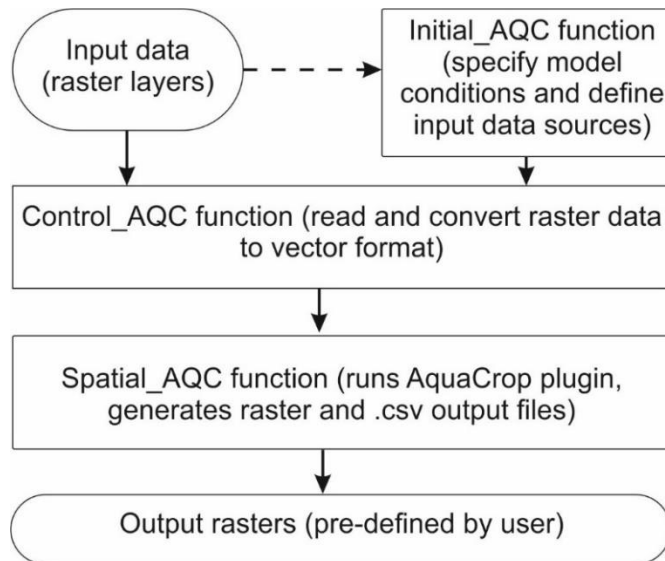 Input data
(raster layers)
Initial_AQC function
(specify model
conditions and define
input data sources)
Control_AQC function (read and convert raster data
to vector format)
Spatial_AQC function (runs AquaCrop plugin,
generates raster and .csv output files)
Output rasters (pre-defined by user)